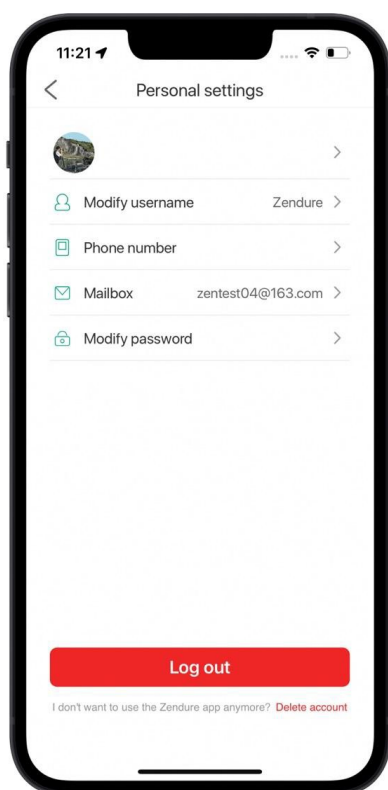 11:21
Personal settings
Modify username Zendure
Phone number
Mailbox zentest04@163.com
Modify password
Log out
I don't want to use the Zendure app anymore? Delete account